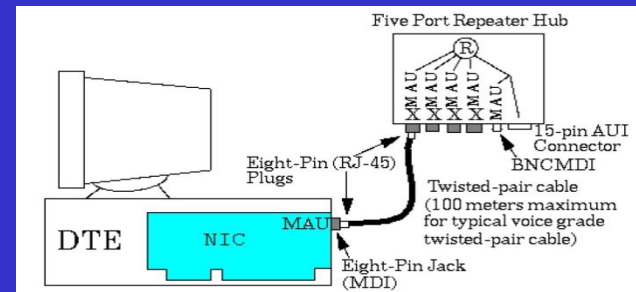 Five Port Repeater Hub
R
MAU
MAU
MAU
MAU
MAU
X
X
X
X
15-pin AUI
Connector
BNCMDI
Eight-Pin (RJ-45)
Plugs
Twisted-pair cable
(100 meters maximum
for typical voice grade
twisted-pair cable)
DTE
NIC
MAU
Eight-Pin Jack
(MDI)